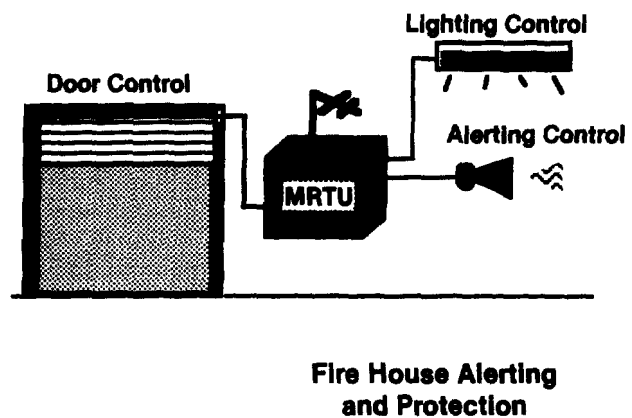 Lighting Control
Door Control
Alerting Control
MRTU
Fire House Alerting
and Protection